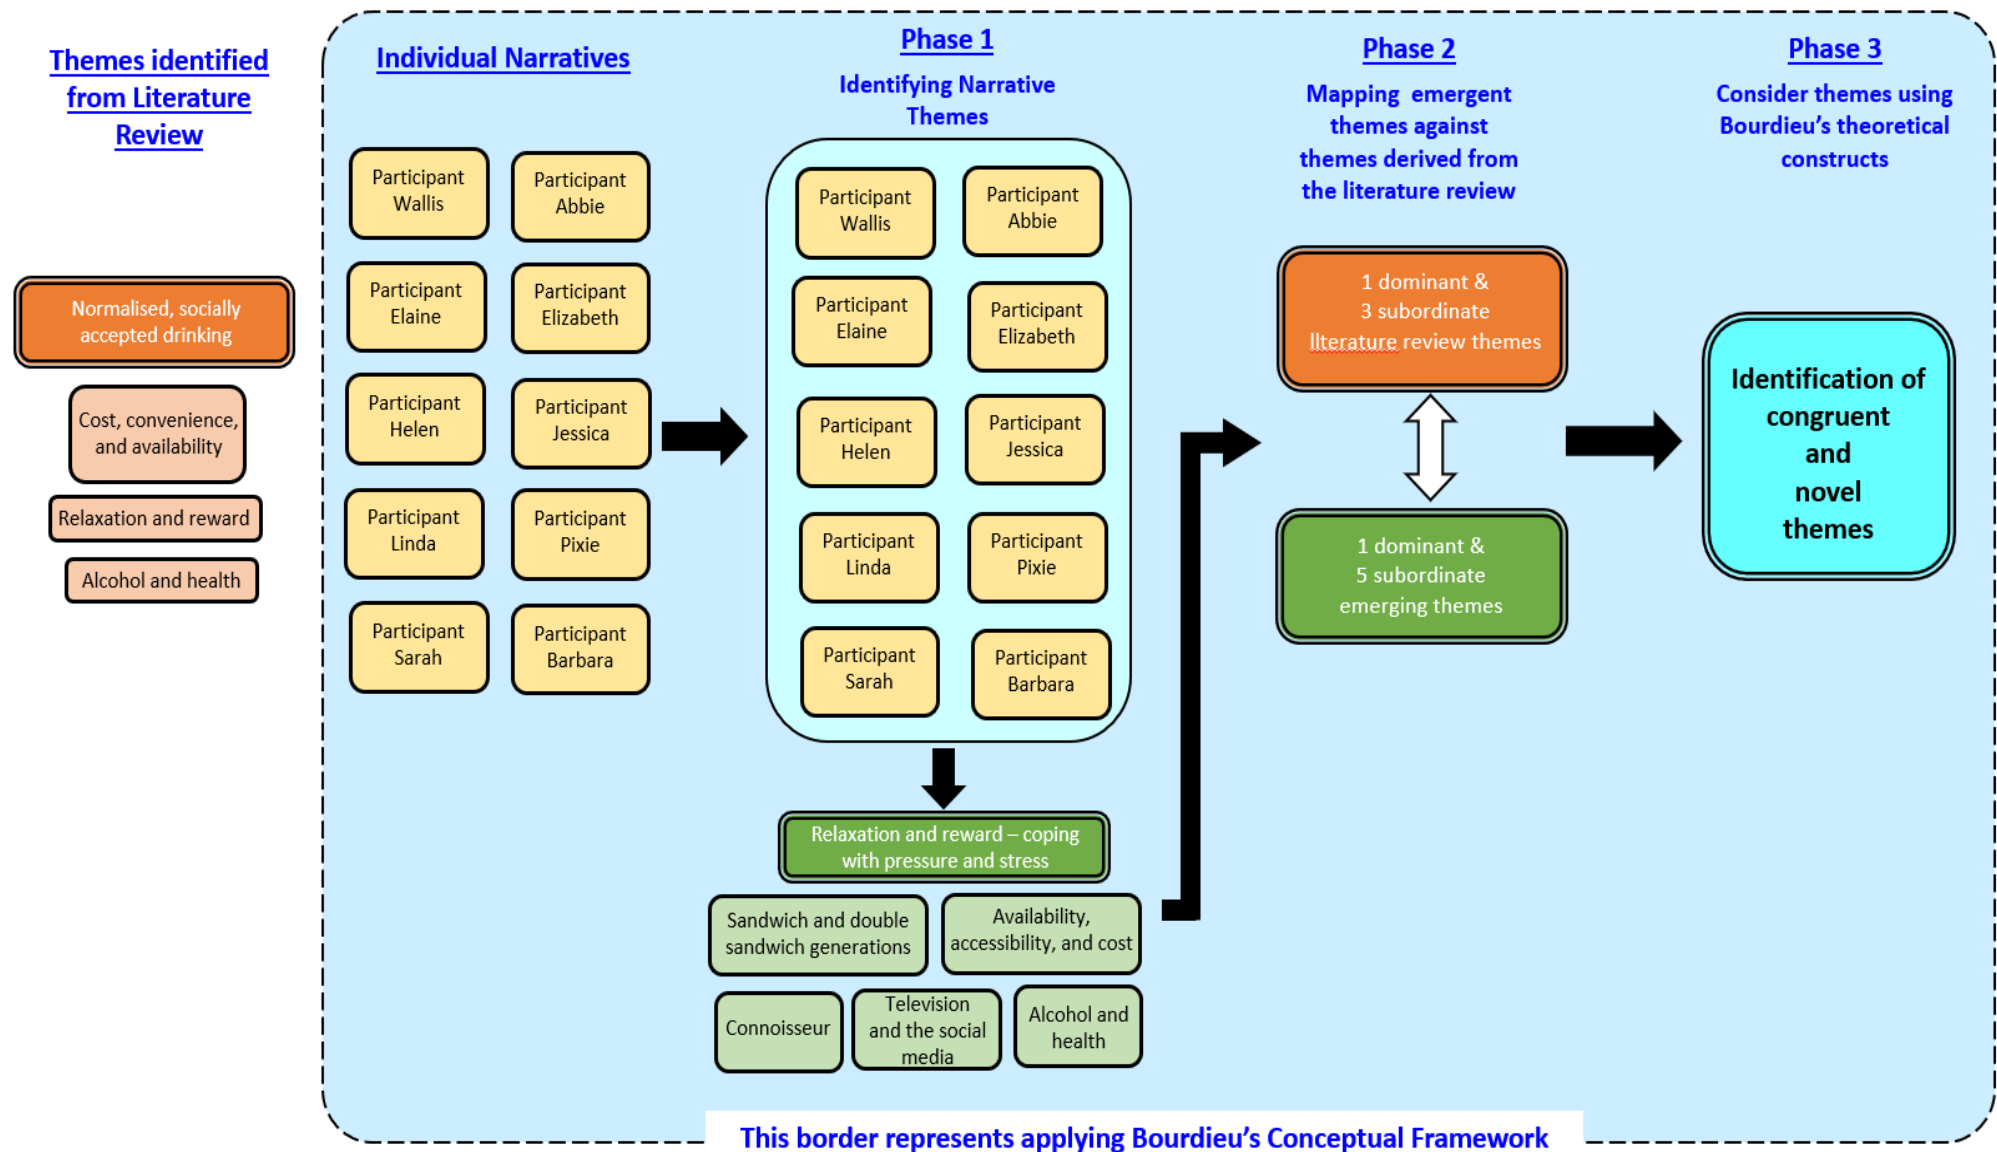 Themes identified
from Literature
Review
Normalised, socially
accepted drinking
Cost, convenience,
and availability
Relaxation and reward
Alcohol and health
Individual Narratives
Participant
Wallis
Participant
Abbie
Participant
Elaine
Participant
Elizabeth
Participant
Helen
Participant
Jessica
Participant
Linda
Participant
Pixie
Participant
Sarah
Participant
Barbara
Phase 1
Identifying Narrative
Themes
Participant
Wallis
Participant
Abbie
Participant
Elaine
Participant
Elizabeth
Participant
Helen
Participant
Jessica
Participant
Linda
Participant
Pixie
Participant
Sarah
Participant
Barbara
Relaxation and reward – coping
with pressure and stress
Sandwich and double
sandwich generations
Availability,
accessibility, and cost
Connoisseur
Television
and the social
media
Alcohol and
health
Phase 2
Mapping emergent
themes against
themes derived from
the literature review
1 dominant &
3 subordinate
lIterature review themes
1 dominant &
5 subordinate
emerging themes
Phase 3
Consider themes using
Bourdieu's theoretical
constructs
Identification of
congruent
and
novel
themes
This border represents applying Bourdieu's Conceptual Framework